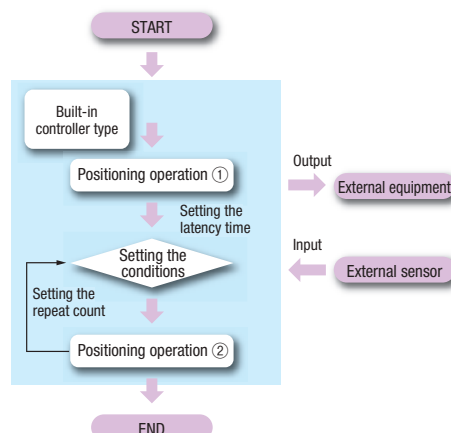 START
Built-in
controller type
Positioning operation ①
Output
External equipment
Setting the
latency time
Input
Setting the
conditions
External sensor
Setting the
repeat count
Positioning operation ②
END